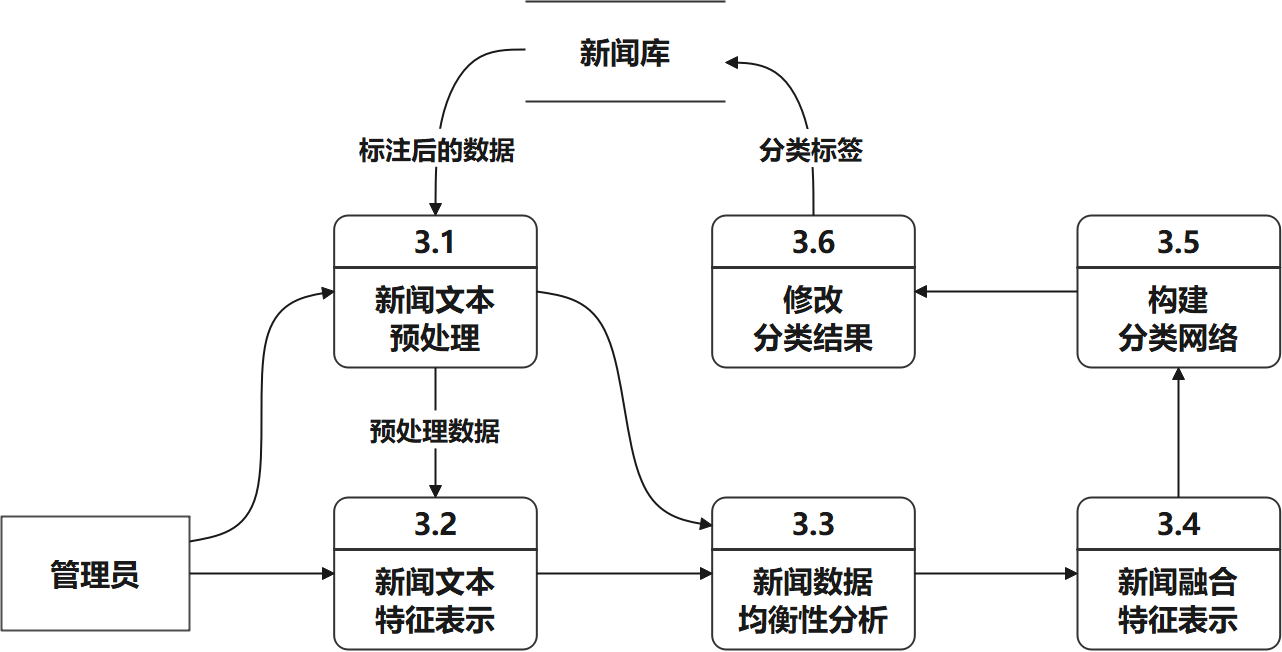 新闻库
标注后的数据
分类标签
3.1
新闻文本
预处理
3.6
修改
分类结果
3.5
构建
分类网络
预处理数据
管理员
3.2
新闻文本
特征表示
3.3
新闻数据
均衡性分析
3.4
新闻融合
特征表示